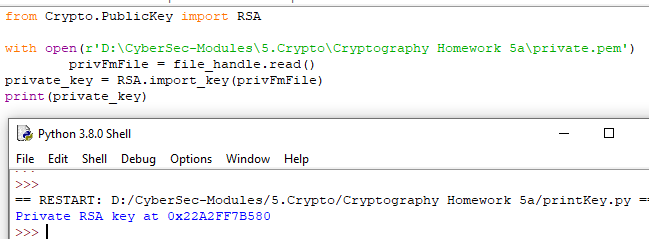 from Crypto.PublicKey import RSA
with open(r'D:\CyberSec-Modules\5.Crypto\Cryptography Homework 5a\private.pem')
privFmFile = file_handle.read()
private_key = RSA.import_key(privFmFile)
print(private_key)
Python 3.8.0 Shell
File Edit Shell Debug Options Window Help
>>>
== RESTART: D:/CyberSec-Modules/5.Crypto/Cryptography Homework 5a/printKey.py ==
Private RSA key at 0x22A2FF7B580
>>>